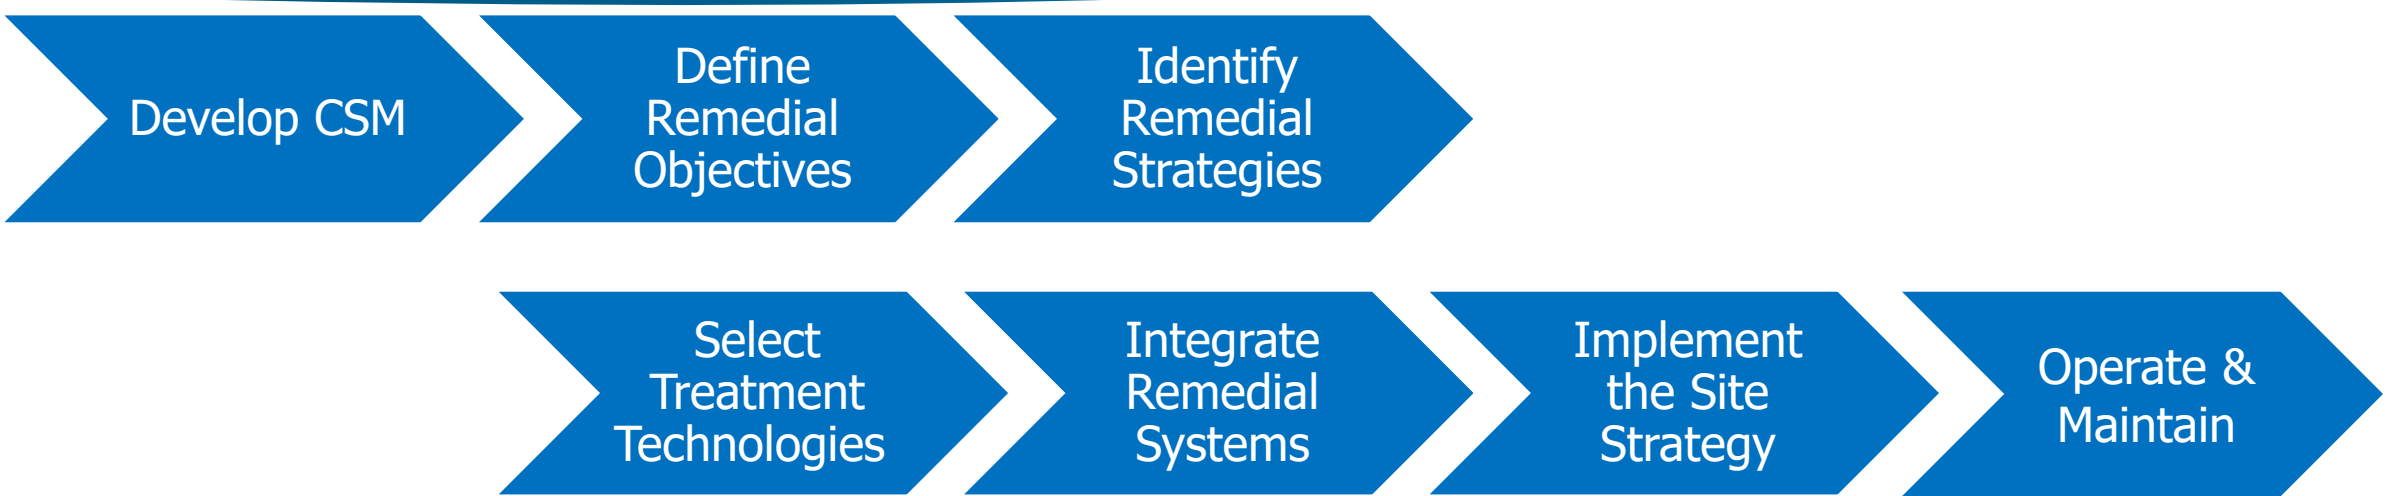 Develop CSM
Define
Remedial
Objectives
Identify
Remedial
Strategies
Select
Treatment
Technologies
Integrate
Remedial
Systems
Implement
the Site
Strategy
Operate &
Maintain